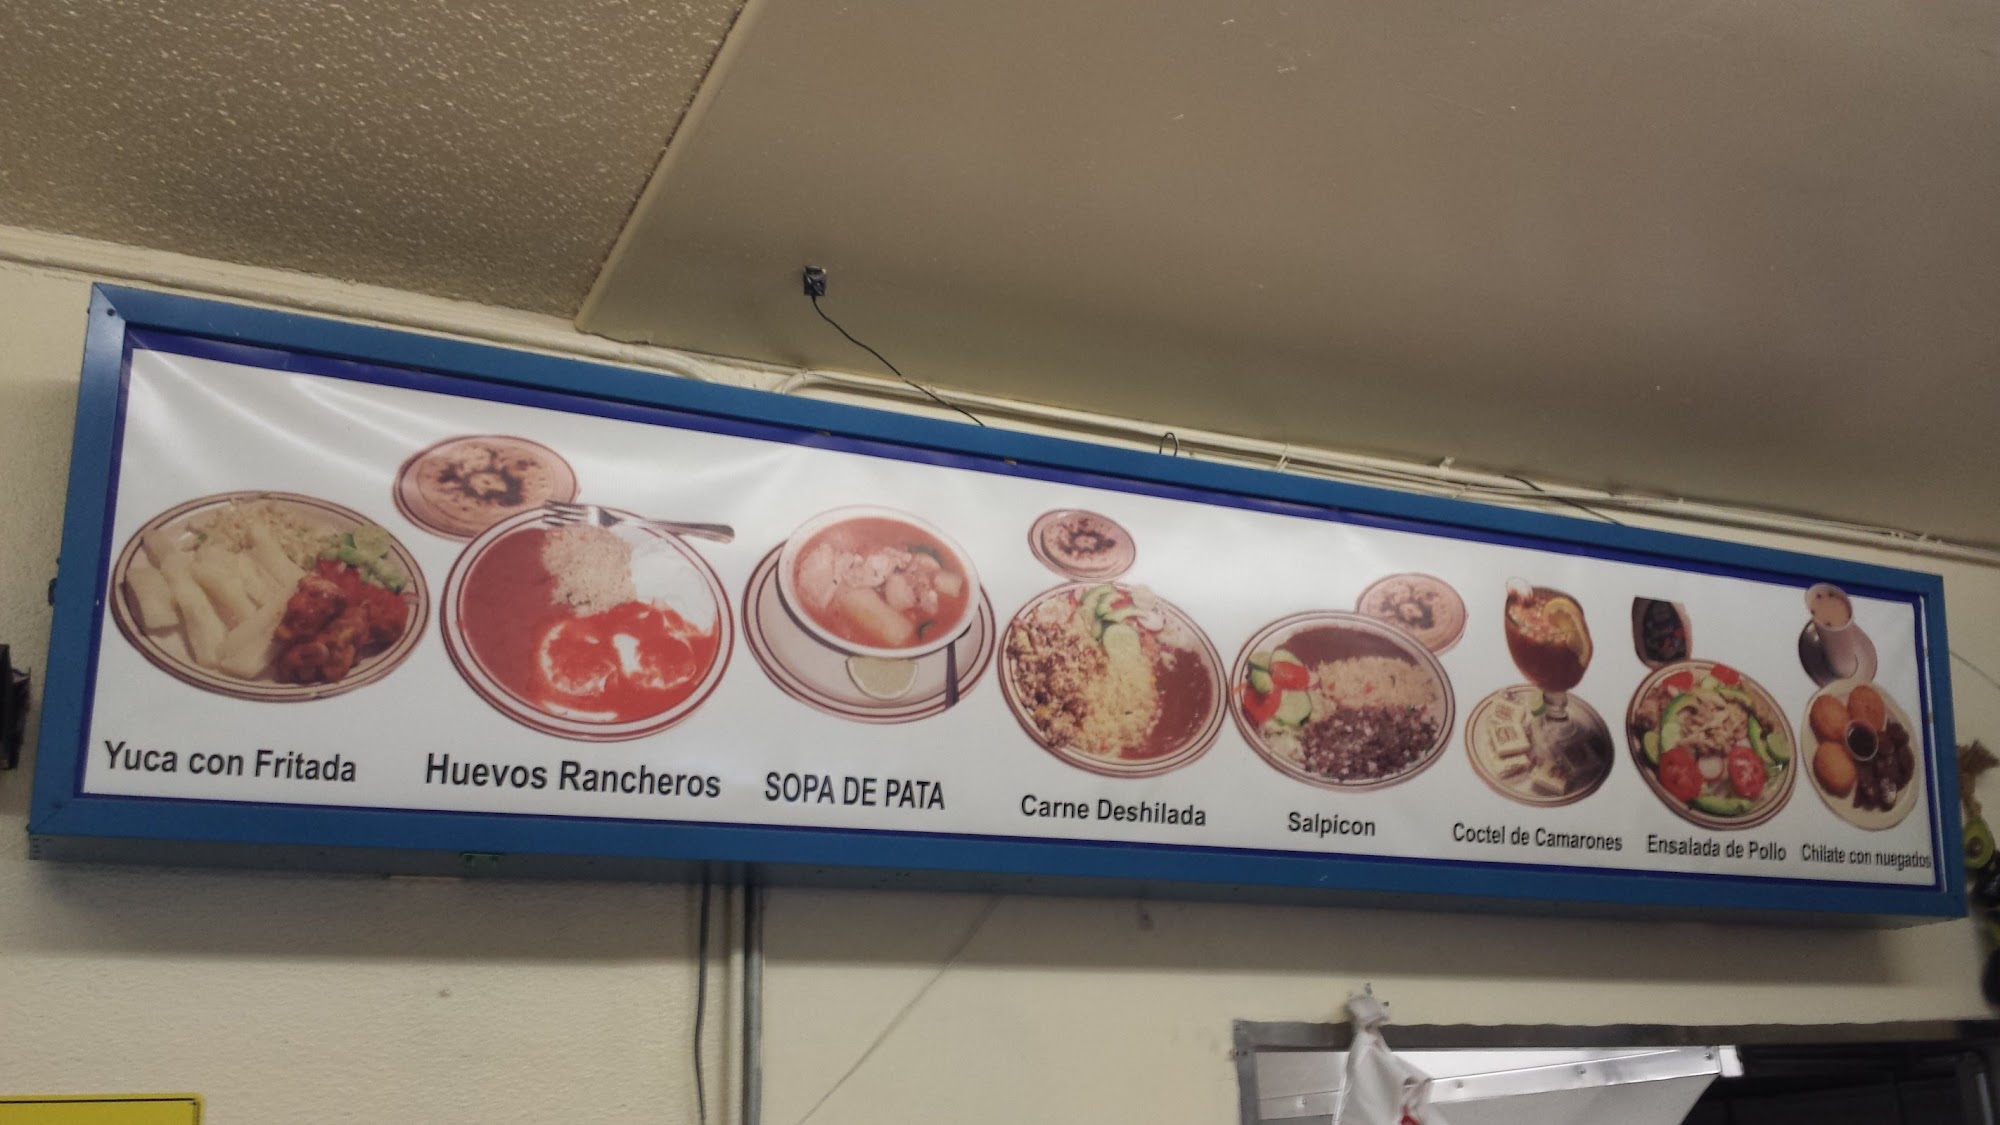 Yuca con Fritada
Huevos Rancheros
SOPA DE PATA
Carne Deshilada
Salpicon
Coctel de Camarones
Ensalada de Pollo
Chilate con nuegados